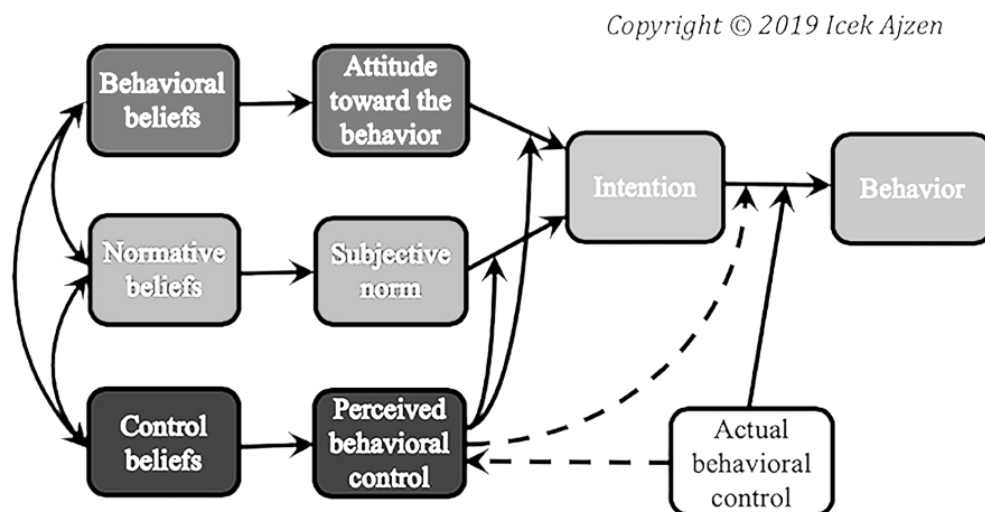 Copyright © 2019 Icek Ajzen
Behavioral
beliefs
Attitude
toward the
behavior
Intention
Behavior
Normative
beliefs
Subjective
norm
Control
beliefs
Perceived
behavioral
control
Actual
behavioral
control